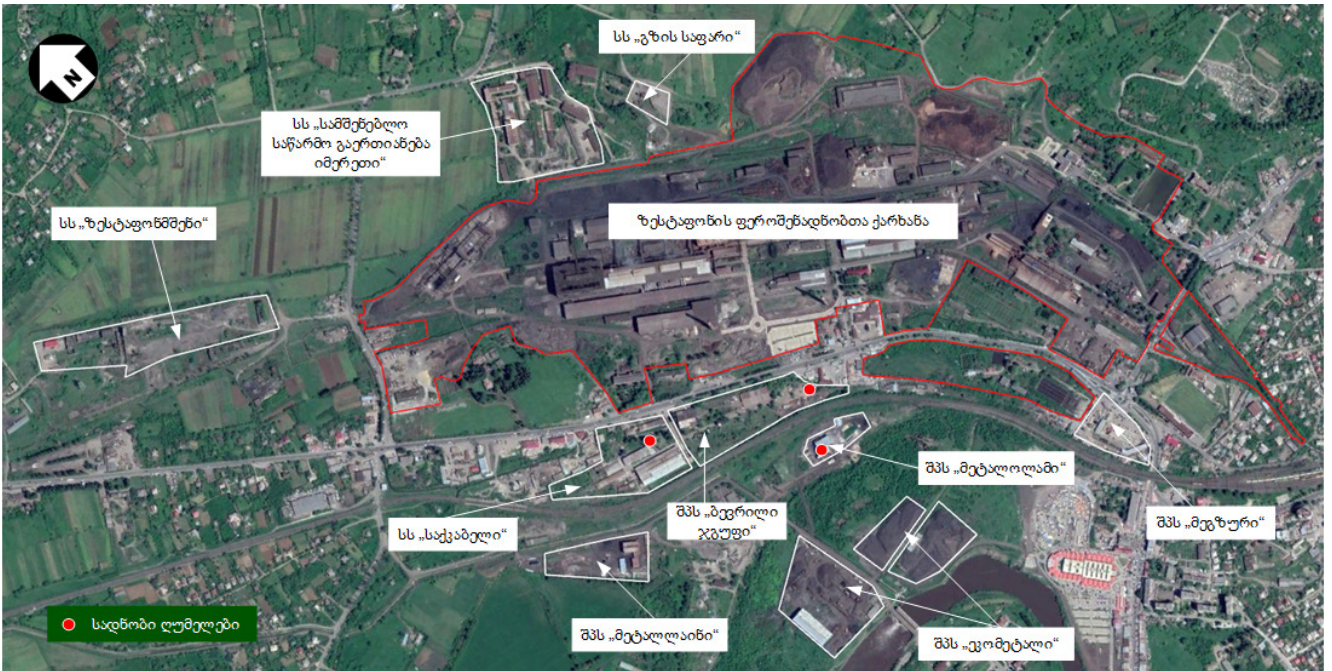 სს „გზის საფარი“
N
სს „სამშენებლო
საწარმო გაერთიანება
იმერეთი“
სს „ზესტაფონმშენი“
ზესტაფონის ფეროშენადნობთა ქარხანა
შპს „მეტალოლამი“
შპს „ბევრილი
ჯგუფი“
შპს „მეგზური“
სს „საქკაბელი“
სადნობი ღუმელები
შპს „მეტალლაინი“
შპს „ეკომეტალი“